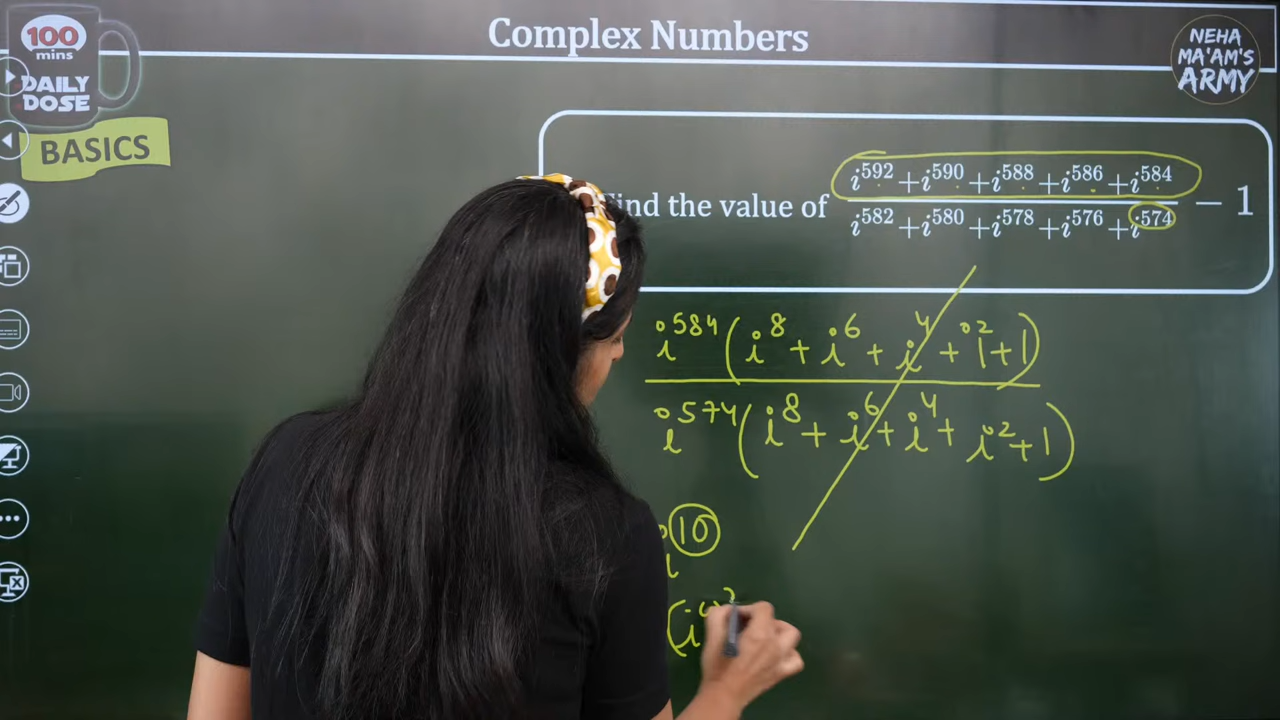 100
mins
DAILY
DOSE
BASICS
Complex Numbers
NEHA
MA'AM'S
ARMY
ind the value of (i^592 + i^590 + i^588 + i^586 + i^584) / (i^582 + i^580 + i^578 + i^576 + i^574) − 1
i^584 (i^8 + i^6 + i^4 + i^2 + 1)
i^574 (i^8 + i^6 + i^4 + i^2 + 1)
i^10
(i^4)